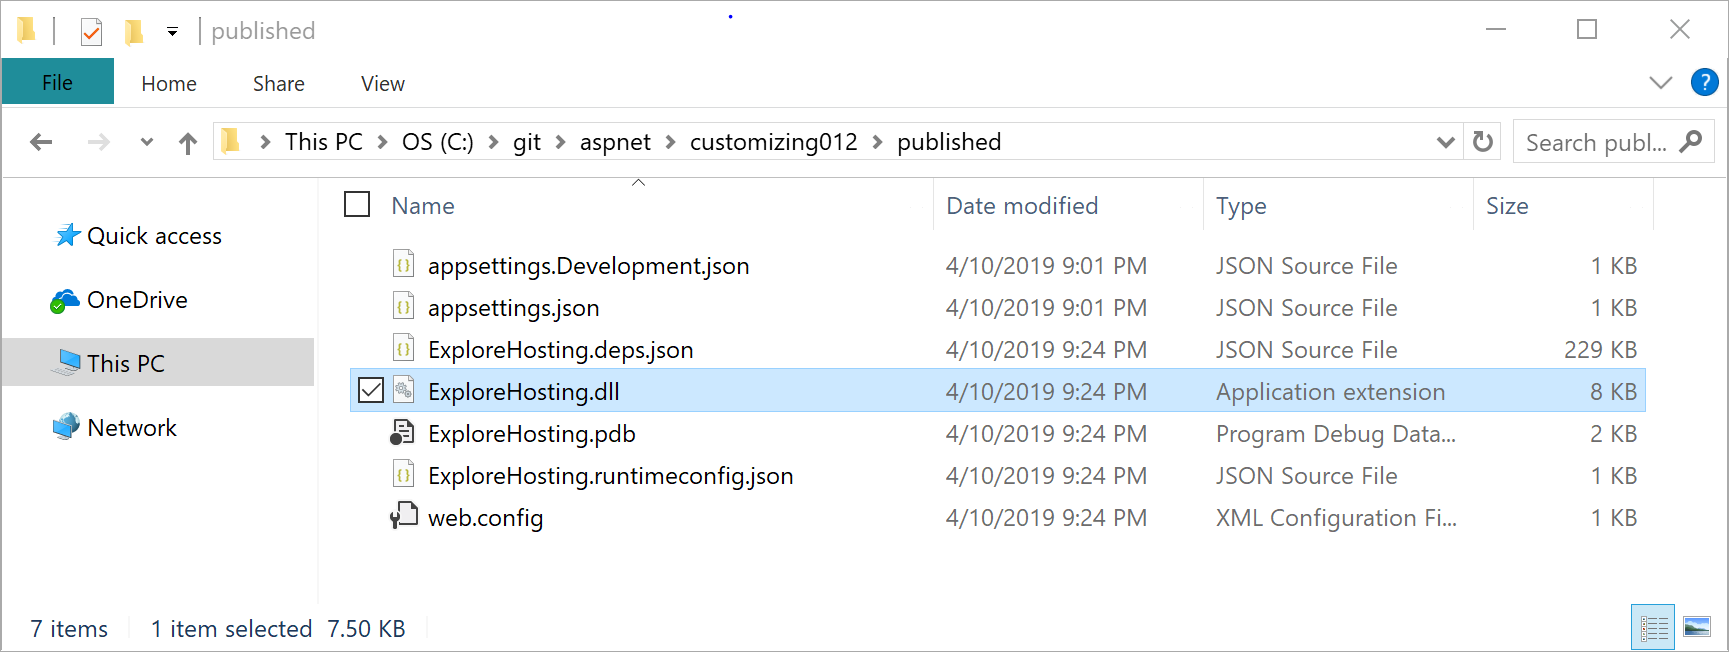 published
File Home Share View ?
This PC > OS (C:) > git > aspnet > customizing012 > published
Search publ...
Quick access
OneDrive
This PC
Network
Name Date modified Type Size
appsettings.Development.json 4/10/2019 9:01 PM JSON Source File 1 KB
appsettings.json 4/10/2019 9:01 PM JSON Source File 1 KB
ExploreHosting.deps.json 4/10/2019 9:24 PM JSON Source File 229 KB
ExploreHosting.dll 4/10/2019 9:24 PM Application extension 8 KB
ExploreHosting.pdb 4/10/2019 9:24 PM Program Debug Data... 2 KB
ExploreHosting.runtimeconfig.json 4/10/2019 9:24 PM JSON Source File 1 KB
web.config 4/10/2019 9:24 PM XML Configuration Fi... 1 KB
7 items 1 item selected 7.50 KB